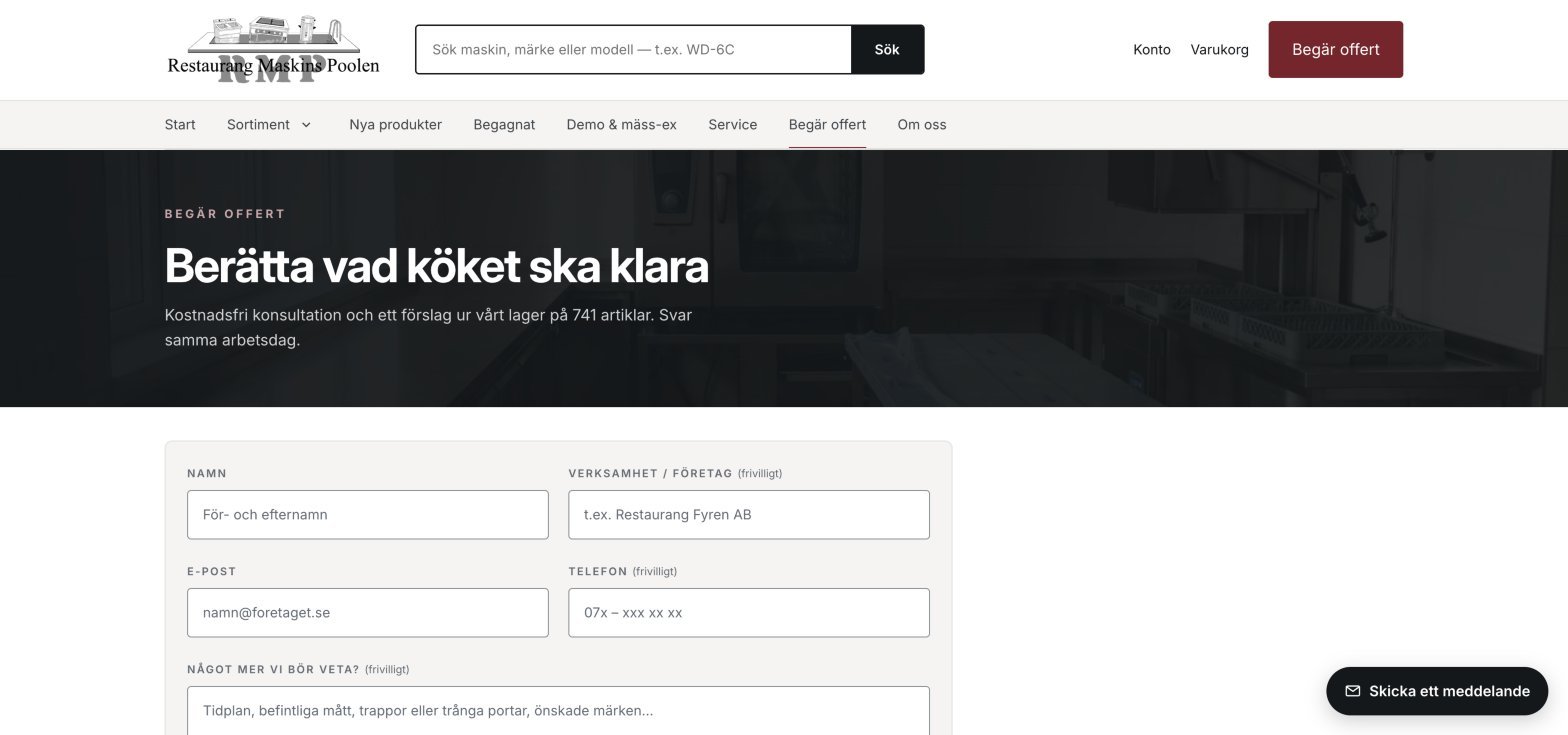 RMP
Restaurang Maskins Poolen
Sök maskin, märke eller modell — t.ex. WD-6C
Sök
Konto
Varukorg
Begär offert
Start
Sortiment
Nya produkter
Begagnat
Demo & mäss-ex
Service
Begär offert
Om oss
BEGÄR OFFERT
Berätta vad köket ska klara
Kostnadsfri konsultation och ett förslag ur vårt lager på 741 artiklar. Svar
samma arbetsdag.
NAMN
För- och efternamn
VERKSAMHET / FÖRETAG (frivilligt)
t.ex. Restaurang Fyren AB
E-POST
namn@foretaget.se
TELEFON (frivilligt)
07x – xxx xx xx
NÅGOT MER VI BÖR VETA? (frivilligt)
Tidplan, befintliga mått, trappor eller trånga portar, önskade märken...
Skicka ett meddelande